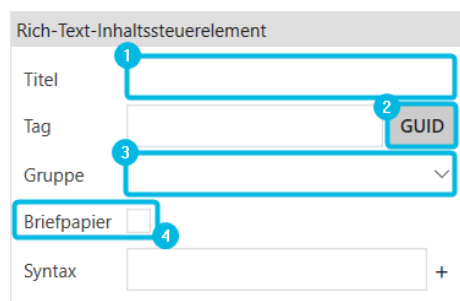 Rich-Text-Inhaltssteuerelement
1
Titel
2
Tag GUID
3
Gruppe
Briefpapier
4
Syntax +